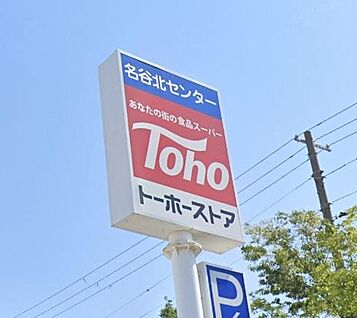 名谷北センター
あなたの街の食品スーパー
Toho
トーホーストア
P